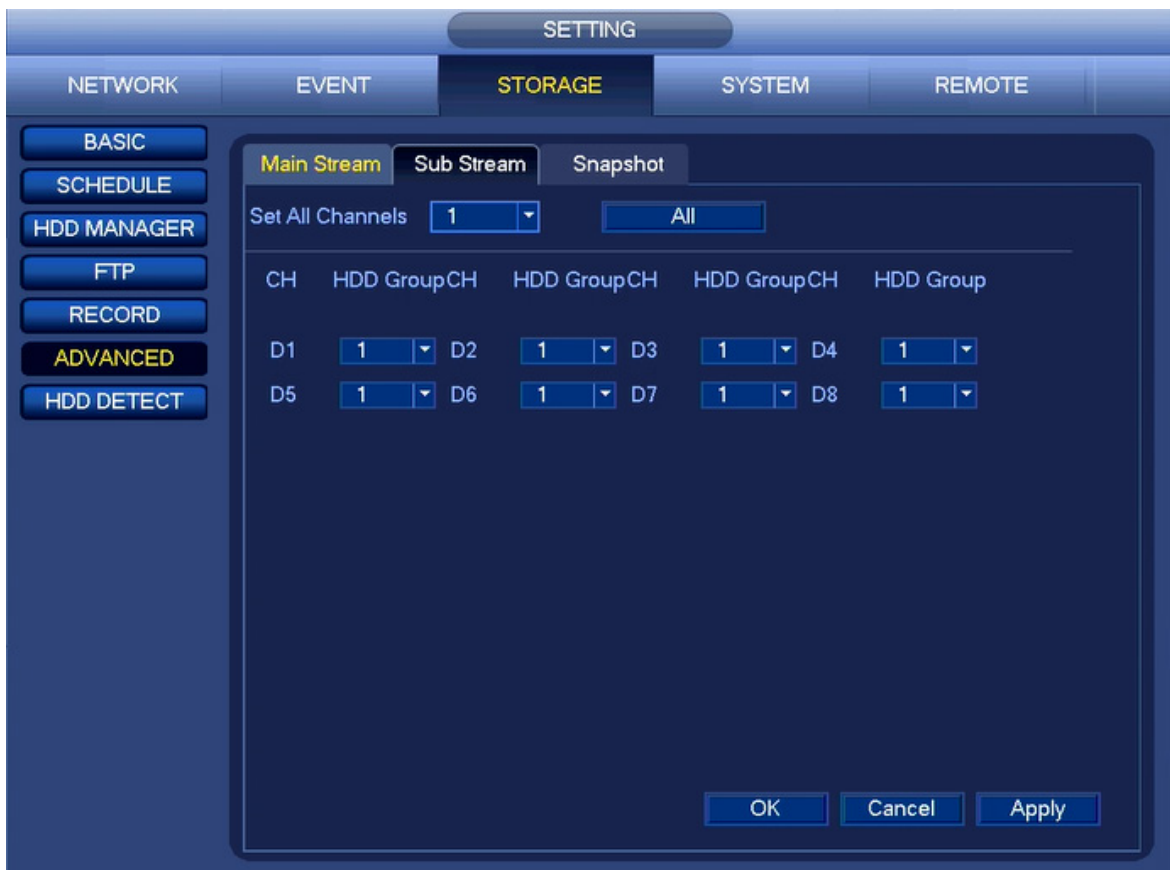 SETTING
NETWORK EVENT STORAGE SYSTEM REMOTE
BASIC
SCHEDULE
HDD MANAGER
FTP
RECORD
ADVANCED
HDD DETECT
Main Stream Sub Stream Snapshot
Set All Channels 1 All
CH HDD Group CH HDD Group CH HDD Group CH HDD Group
D1 1 D2 1 D3 1 D4 1
D5 1 D6 1 D7 1 D8 1
OK Cancel Apply